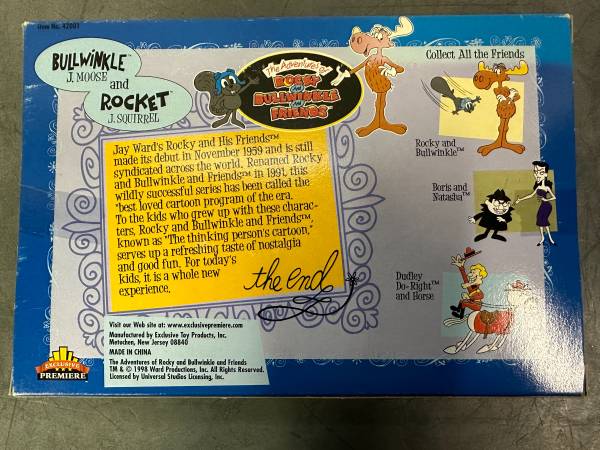 Item No. 42001
BULLWINKLE™
J. MOOSE
and
ROCKET™
J. SQUIRREL
The Adventures of
ROCKY
and
BULLWINKLE
and
FRIENDS™
Collect All the Friends
Rocky and
Bullwinkle™
Boris and
Natasha™
Dudley
Do-Right™
and Horse
Jay Ward's Rocky and His Friends™
made its debut in November 1959 and is still
syndicated across the world. Renamed Rocky
and Bullwinkle and Friends™ in 1991, this
wildly successful series has been called the
"best loved cartoon program of the era.
To the kids who grew up with these charac-
ters, Rocky and Bullwinkle and Friends™,
known as "The thinking person's cartoon,"
serves up a refreshing taste of nostalgia
and good fun. For today's
kids, it is a whole new
experience.
the end
Visit our Web site at: www.exclusivepremiere.com
Manufactured by Exclusive Toy Products, Inc.
Metuchen, New Jersey 08840
MADE IN CHINA
The Adventures of Rocky and Bullwinkle and Friends
TM & © 1998 Ward Productions, Inc. All Rights Reserved.
Licensed by Universal Studios Licensing, Inc.
EXCLUSIVE
PREMIERE